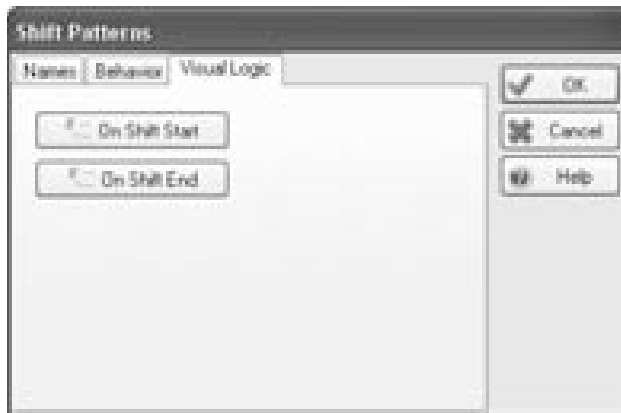 Shift Patterns
Names Behavior Visual Logic
OK
On Shift Start
Cancel
On Shift End
Help